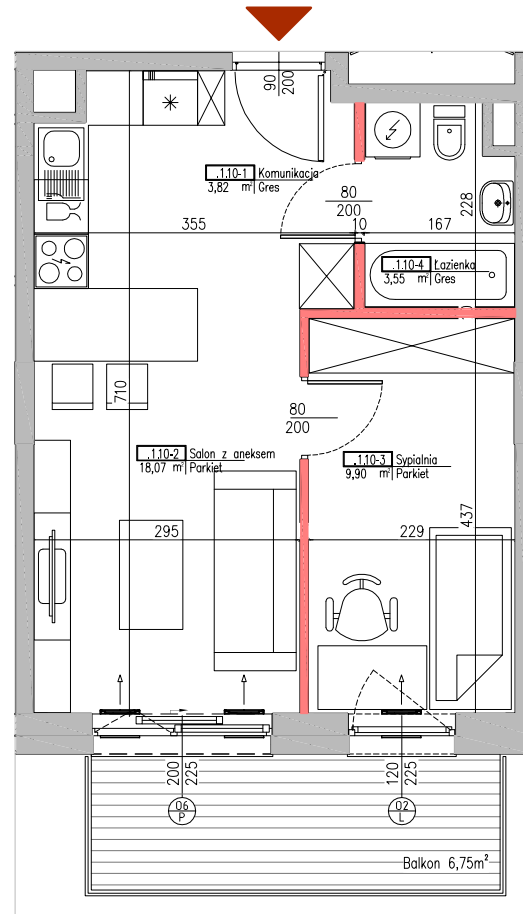 90
200
.1.10-1 Komunikacja
3,82 m² Gres
80
200
355
10
167
228
.1.10-4 Łazienka
3,55 m² Gres
710
80
200
.1.10-2 Salon z aneksem
18,07 m² Parkiet
.1.10-3 Sypialnia
9,90 m² Parkiet
437
295
229
200
225
120
225
06
P
02
L
Balkon 6,75m²